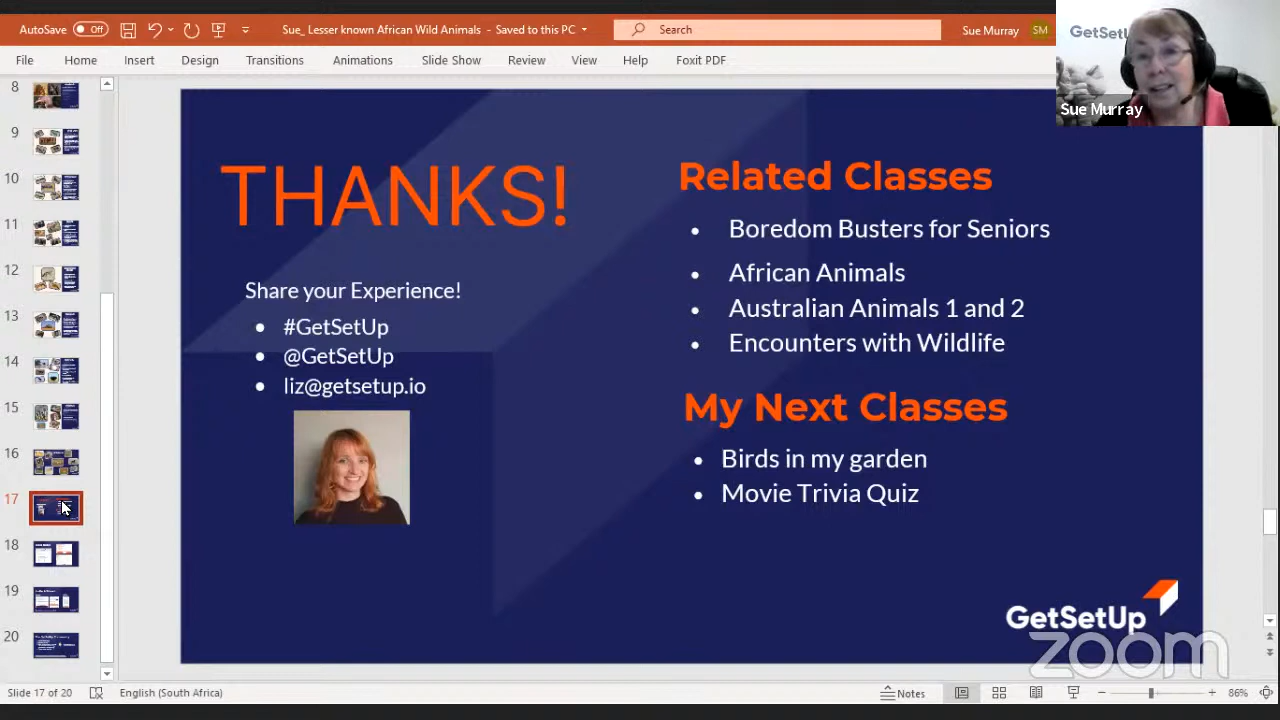 AutoSave Off
Sue_ Lesser known African Wild Animals - Saved to this PC
Search
Sue Murray SM
GetSetU
Sue Murray
File Home Insert Design Transitions Animations Slide Show Review View Help Foxit PDF
8
9
10
11
12
13
14
15
16
17
18
19
20
THANKS!
Share your Experience!
• #GetSetUp
• @GetSetUp
• liz@getsetup.io
Related Classes
• Boredom Busters for Seniors
• African Animals
• Australian Animals 1 and 2
• Encounters with Wildlife
My Next Classes
• Birds in my garden
• Movie Trivia Quiz
GetSetUp
zoom
Slide 17 of 20 English (South Africa) Notes 86%